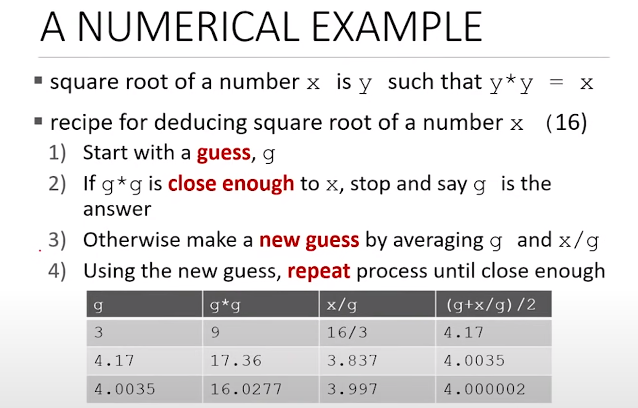 A NUMERICAL EXAMPLE
▪ square root of a number x is y such that y*y = x
▪ recipe for deducing square root of a number x (16)
1) Start with a guess, g
2) If g*g is close enough to x, stop and say g is the
answer
3) Otherwise make a new guess by averaging g and x/g
4) Using the new guess, repeat process until close enough
g g*g x/g (g+x/g)/2
3 9 16/3 4.17
4.17 17.36 3.837 4.0035
4.0035 16.0277 3.997 4.000002